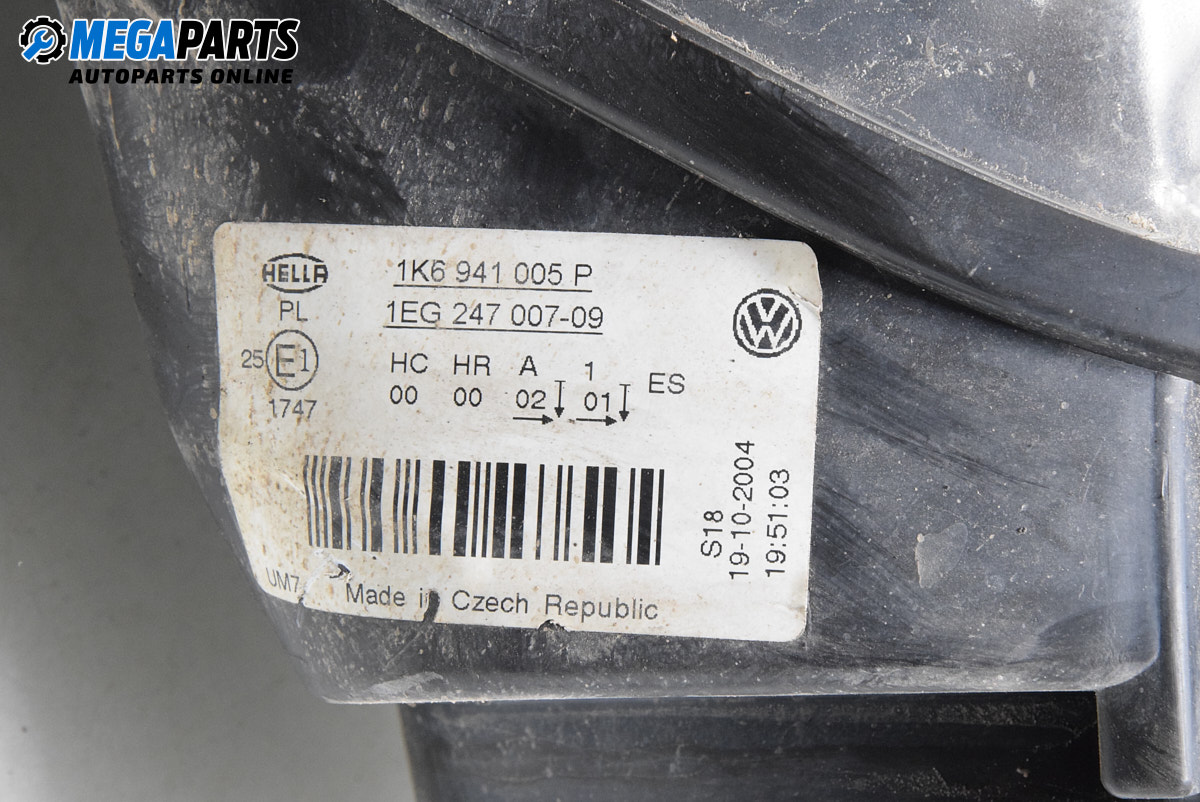 MEGAPARTS
AUTOPARTS ONLINE
HELLA
1K6 941 005 P
PL
1EG 247 007-09
25 E1
1747
HC HR A 1 ES
00 00 02 01
S18
19-10-2004
19:51:03
UM7
Made in Czech Republic